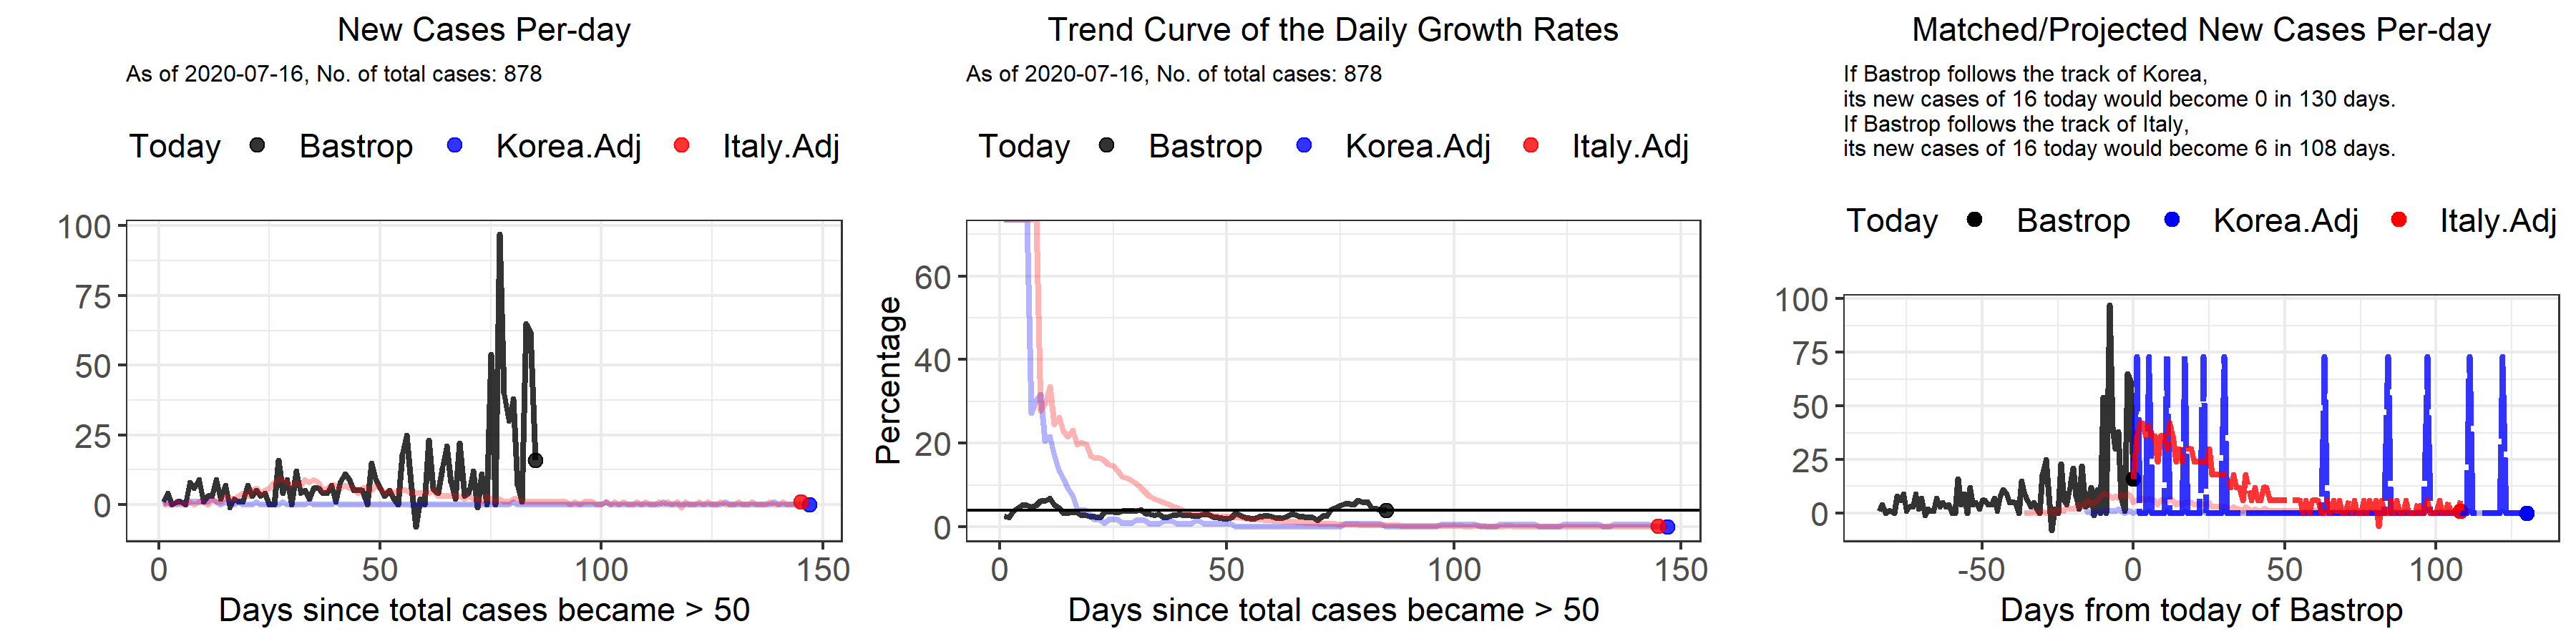 New Cases Per-day
As of 2020-07-16, No. of total cases: 878
Today Bastrop Korea.Adj Italy.Adj
100
75
50
25
0
0 50 100 150
Days since total cases became > 50
Trend Curve of the Daily Growth Rates
As of 2020-07-16, No. of total cases: 878
Today Bastrop Korea.Adj Italy.Adj
Percentage
60
40
20
0
0 50 100 150
Days since total cases became > 50
Matched/Projected New Cases Per-day
If Bastrop follows the track of Korea,
its new cases of 16 today would become 0 in 130 days.
If Bastrop follows the track of Italy,
its new cases of 16 today would become 6 in 108 days.
Today Bastrop Korea.Adj Italy.Adj
100
75
50
25
0
-50 0 50 100
Days from today of Bastrop